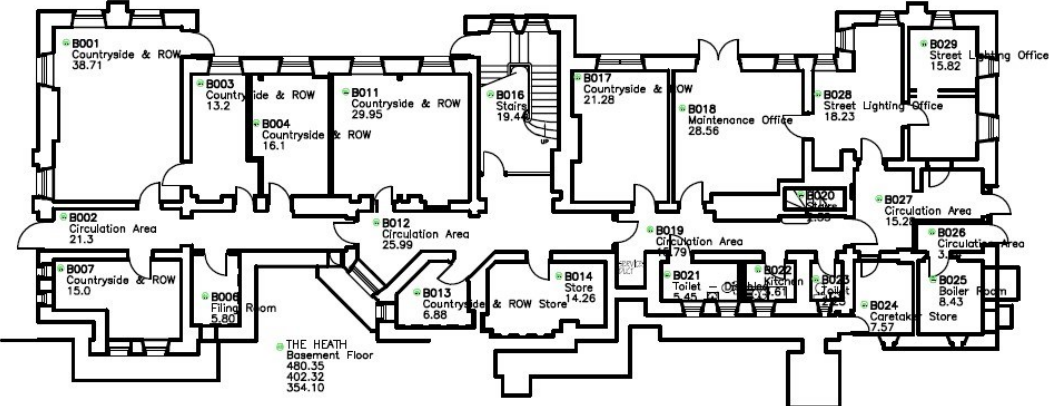 B001
Countryside & ROW
38.71
B003
Countryside & ROW
13.2
B004
Countryside & ROW
16.1
B011
Countryside & ROW
29.95
B016
Stairs
19.44
UP
B017
Countryside & ROW
21.28
B018
Maintenance Office
28.56
B028
Street Lighting Office
18.23
B029
Street Lighting Office
15.82
B002
Circulation Area
21.3
B012
Circulation Area
25.99
B019
Circulation Area
B020
Stairs
B027
Circulation Area
B026
Circulation Area
B007
Countryside & ROW
15.0
B006
Filing Room
5.80
B013
Countryside & ROW Store
6.88
B014
Store
14.26
B021
Toilet
5.45
B022
Kitchen
B023
Toilet
B024
Caretaker Store
7.57
B025
Boiler Room
8.43
THE HEATH
Basement Floor
480.35
402.32
354.10